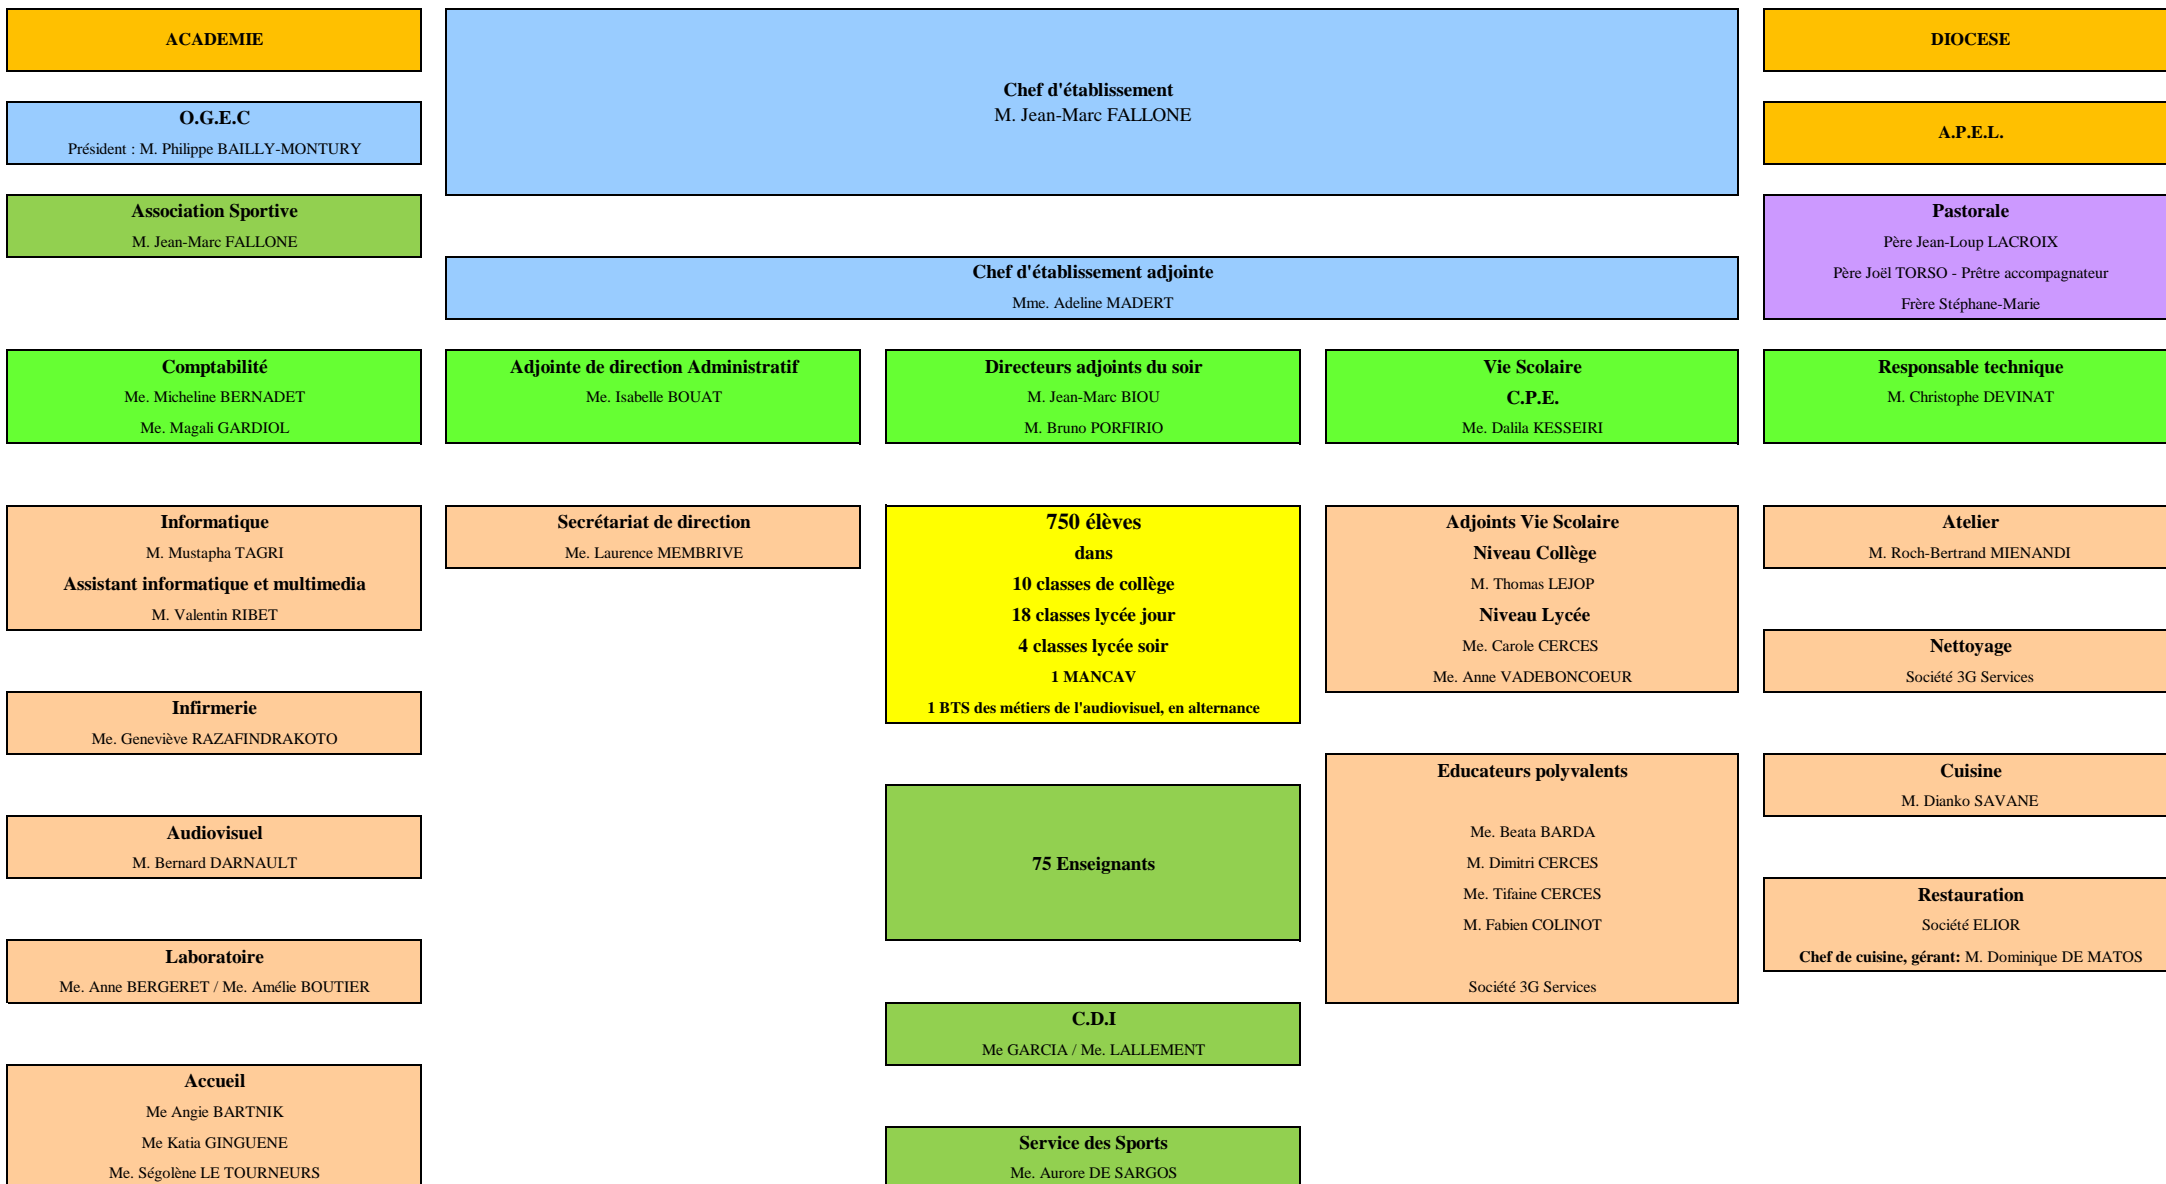 ACADEMIE
Chef d'établissement
M. Jean-Marc FALLONE
DIOCESE
O.G.E.C
Président : M. Philippe BAILLY-MONTURY
A.P.E.L.
Association Sportive
M. Jean-Marc FALLONE
Pastorale
Père Jean-Loup LACROIX
Père Joël TORSO - Prêtre accompagnateur
Frère Stéphane-Marie
Chef d'établissement adjointe
Mme. Adeline MADERT
Comptabilité
Me. Micheline BERNADET
Me. Magali GARDIOL
Adjointe de direction Administratif
Me. Isabelle BOUAT
Directeurs adjoints du soir
M. Jean-Marc BIOU
M. Bruno PORFIRIO
Vie Scolaire
C.P.E.
Me. Dalila KESSEIRI
Responsable technique
M. Christophe DEVINAT
Informatique
M. Mustapha TAGRI
Assistant informatique et multimedia
M. Valentin RIBET
Secrétariat de direction
Me. Laurence MEMBRIVE
750 élèves
dans
10 classes de collège
18 classes lycée jour
4 classes lycée soir
1 MANCAV
1 BTS des métiers de l'audiovisuel, en alternance
Adjoints Vie Scolaire
Niveau Collège
M. Thomas LEJOP
Niveau Lycée
Me. Carole CERCES
Me. Anne VADEBONCOEUR
Atelier
M. Roch-Bertrand MIENANDI
Nettoyage
Société 3G Services
Infirmerie
Me. Geneviève RAZAFINDRAKOTO
Educateurs polyvalents
Me. Beata BARDA
M. Dimitri CERCES
Me. Tifaine CERCES
M. Fabien COLINOT
Société 3G Services
Cuisine
M. Dianko SAVANE
Audiovisuel
M. Bernard DARNAULT
75 Enseignants
Restauration
Société ELIOR
Chef de cuisine, gérant: M. Dominique DE MATOS
Laboratoire
Me. Anne BERGERET / Me. Amélie BOUTIER
C.D.I
Me GARCIA / Me. LALLEMENT
Accueil
Me Angie BARTNIK
Me Katia GINGUENE
Me. Ségolène LE TOURNEURS
Service des Sports
Me. Aurore DE SARGOS